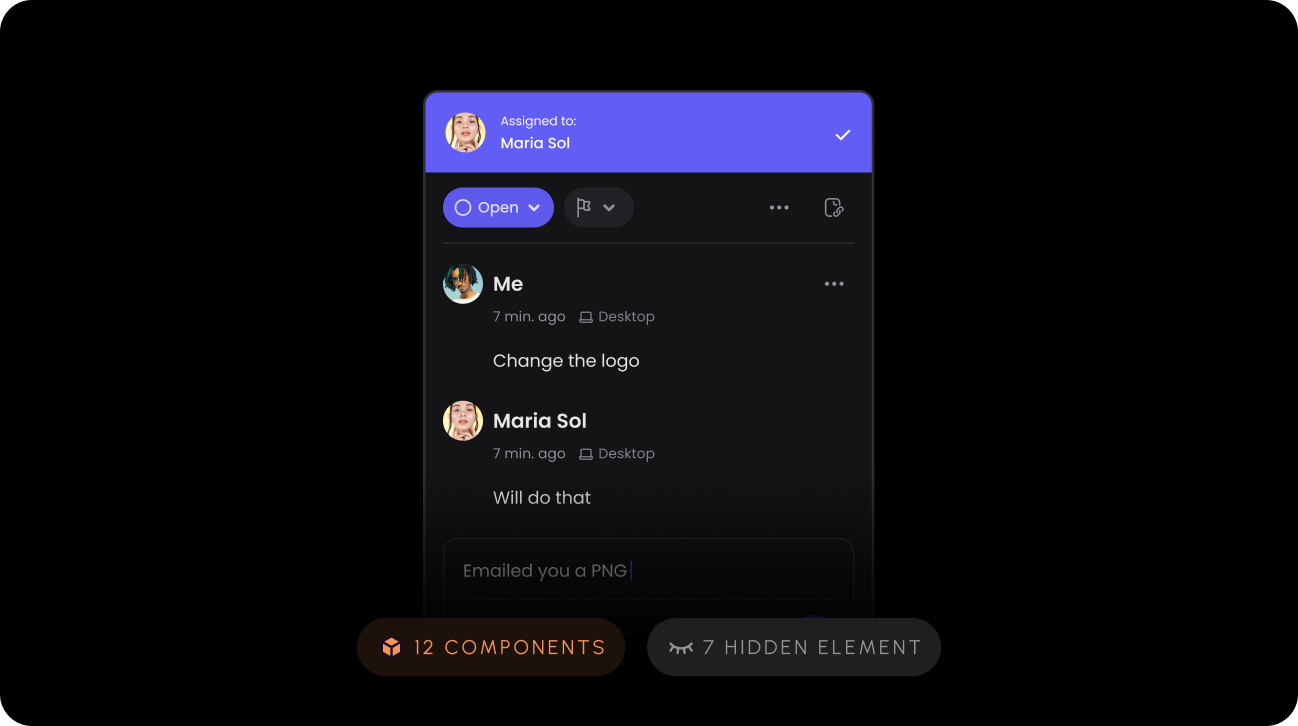 Assigned to:
Maria Sol
Open
Me
7 min. ago Desktop
Change the logo
Maria Sol
7 min. ago Desktop
Will do that
Emailed you a PNG
12 COMPONENTS
7 HIDDEN ELEMENT